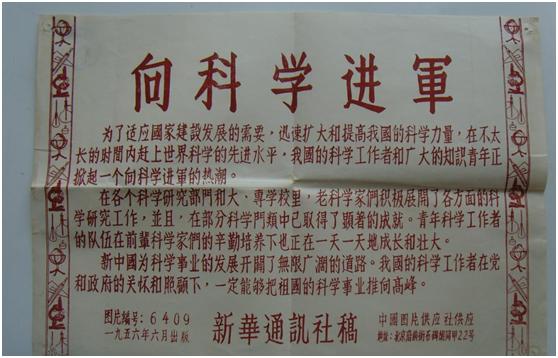 向科学进軍
为了适应國家建設发展的需要，迅速扩大和提高我國的科学力量，在不太
长的时間内赶上世界科学的先进水平，我國的科学工作者和广大的知識青年正
掀起一个向科学进軍的热潮。
在各个科学研究部門和大、專学校里，老科学家們积极展開了各方面的科
学研究工作，並且，在部分科学門類中已取得了顯著的成就。青年科学工作者
的队伍在前輩科学家們的辛勤培养下也正在一天一天地成长和壮大。
新中國为科学事业的发展开闢了無限广濶的道路。我國的科学工作者在党
和政府的关怀和照顧下，一定能够把祖國的科学事业推向高峰。
图片編号：6409
一九五六年六月出版
新華通訊社稿
中國图片供应社供应
地址：北京
22号